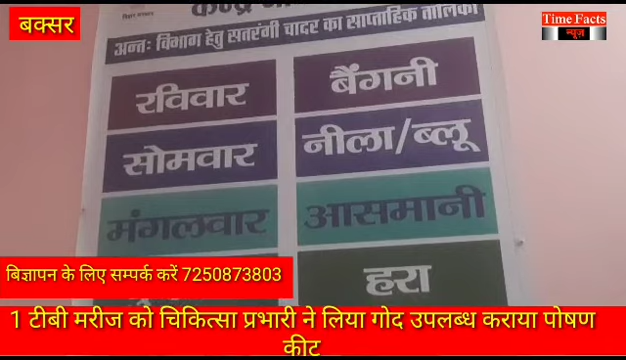 बक्सर
Time Facts
न्यूज
अन्तः विभाग हेतु सतरंगी चादर का साप्ताहिक तालिका
रविवार बैंगनी
सोमवार नीला/ब्लू
मंगलवार आसमानी
हरा
बिज्ञापन के लिए सम्पर्क करें 7250873803
1 टीबी मरीज को चिकित्सा प्रभारी ने लिया गोद उपलब्ध कराया पोषण
कीट